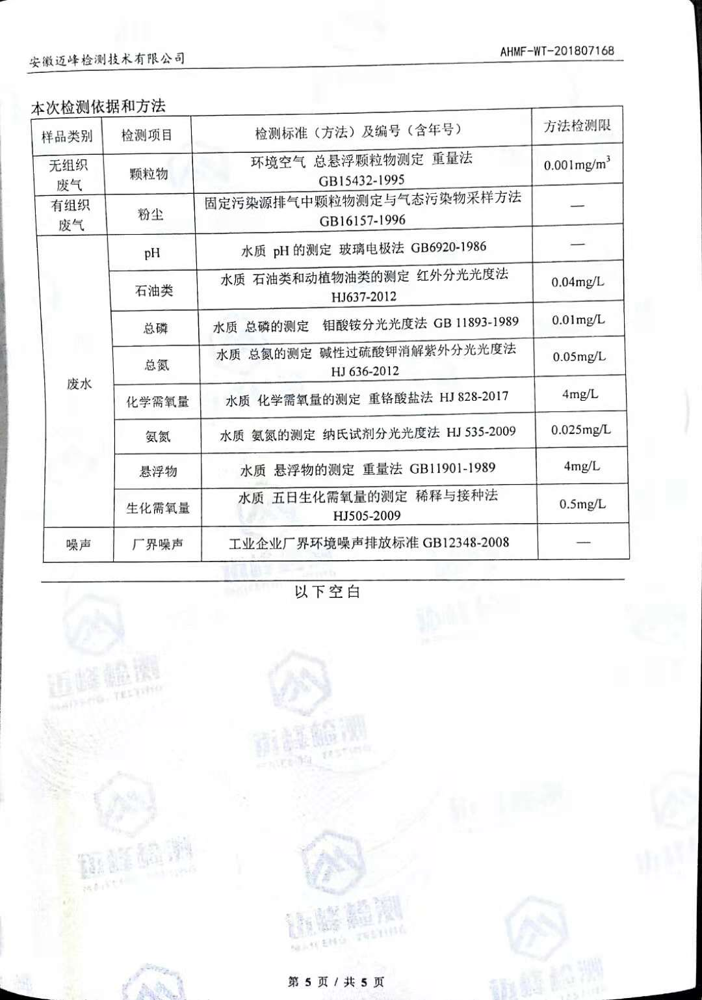 安徽迈峰检测技术有限公司
AHMF-WT-201807168
本次检测依据和方法
样品类别 检测项目 检测标准（方法）及编号（含年号） 方法检测限
无组织
废气
颗粒物
环境空气 总悬浮颗粒物测定 重量法
GB15432-1995
0.001mg/m³
有组织
废气
粉尘
固定污染源排气中颗粒物测定与气态污染物采样方法
GB16157-1996
—
废水
pH 水质 pH 的测定 玻璃电极法 GB6920-1986 —
石油类
水质 石油类和动植物油类的测定 红外分光光度法
HJ637-2012
0.04mg/L
总磷 水质 总磷的测定 钼酸铵分光光度法 GB 11893-1989 0.01mg/L
总氮
水质 总氮的测定 碱性过硫酸钾消解紫外分光光度法
HJ 636-2012
0.05mg/L
化学需氧量 水质 化学需氧量的测定 重铬酸盐法 HJ 828-2017 4mg/L
氨氮 水质 氨氮的测定 纳氏试剂分光光度法 HJ 535-2009 0.025mg/L
悬浮物 水质 悬浮物的测定 重量法 GB11901-1989 4mg/L
生化需氧量
水质 五日生化需氧量的测定 稀释与接种法
HJ505-2009
0.5mg/L
噪声 厂界噪声 工业企业厂界环境噪声排放标准 GB12348-2008 —
以下空白
第 5 页 / 共 5 页